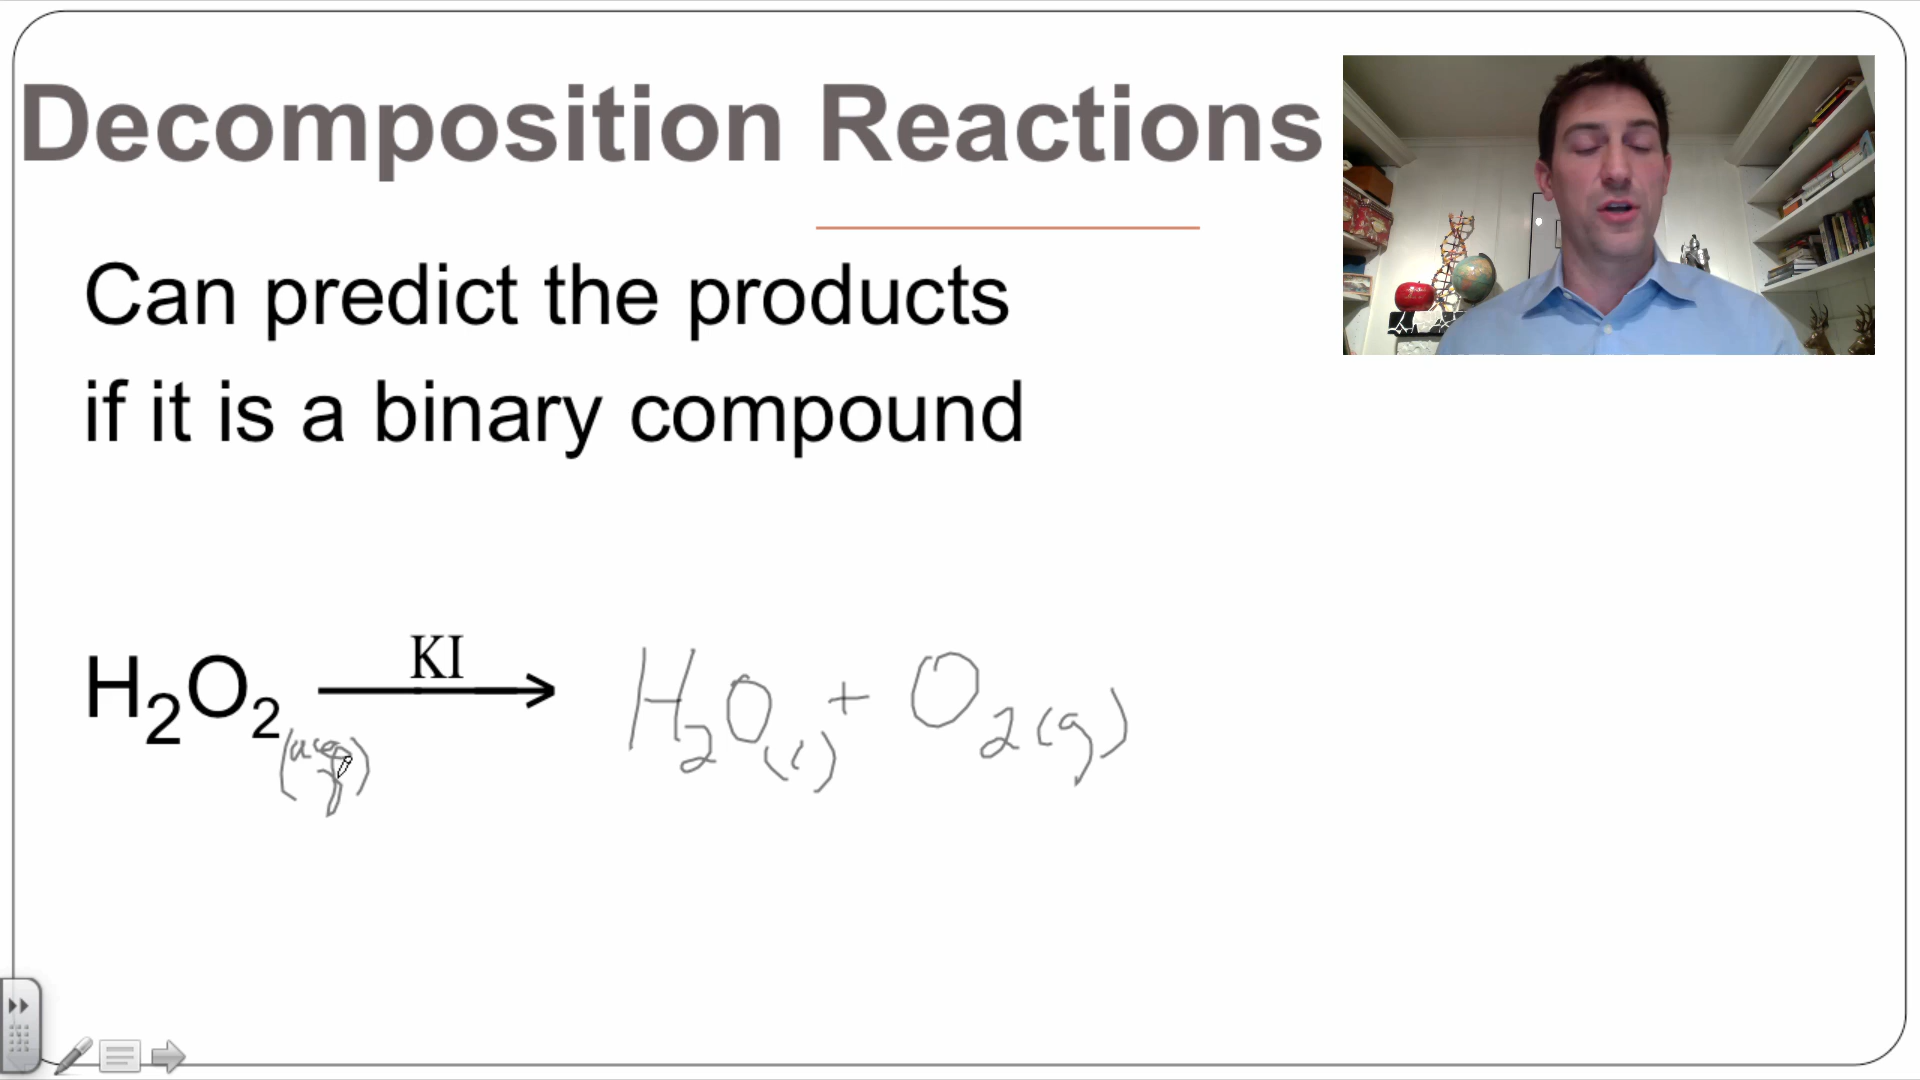 Decomposition Reactions
Can predict the products
if it is a binary compound
H₂O₂(aq) KI → H₂O(l) + O₂(g)